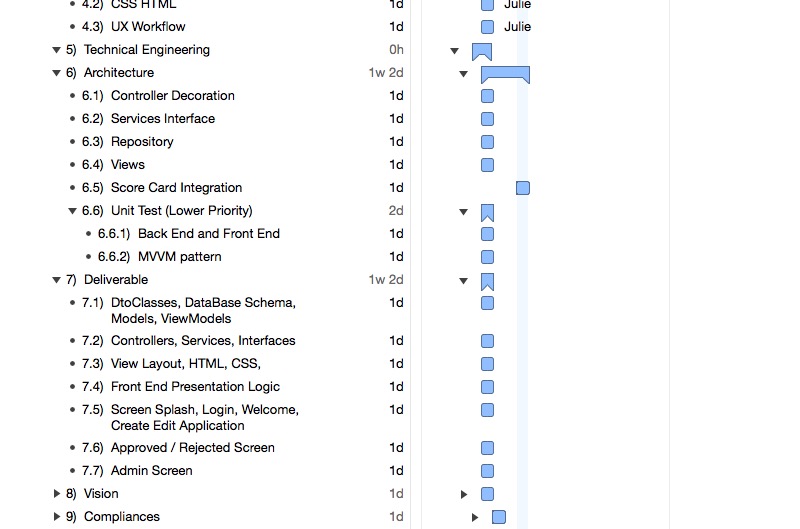 4.2) CSS HTML 1d Julie
4.3) UX Workflow 1d Julie
5) Technical Engineering 0h
6) Architecture 1w 2d
6.1) Controller Decoration 1d
6.2) Services Interface 1d
6.3) Repository 1d
6.4) Views 1d
6.5) Score Card Integration 1d
6.6) Unit Test (Lower Priority) 2d
6.6.1) Back End and Front End 1d
6.6.2) MVVM pattern 1d
7) Deliverable 1w 2d
7.1) DtoClasses, DataBase Schema, 1d
Models, ViewModels
7.2) Controllers, Services, Interfaces 1d
7.3) View Layout, HTML, CSS, 1d
7.4) Front End Presentation Logic 1d
7.5) Screen Splash, Login, Welcome, 1d
Create Edit Application
7.6) Approved / Rejected Screen 1d
7.7) Admin Screen 1d
8) Vision 1d
9) Compliances 1d